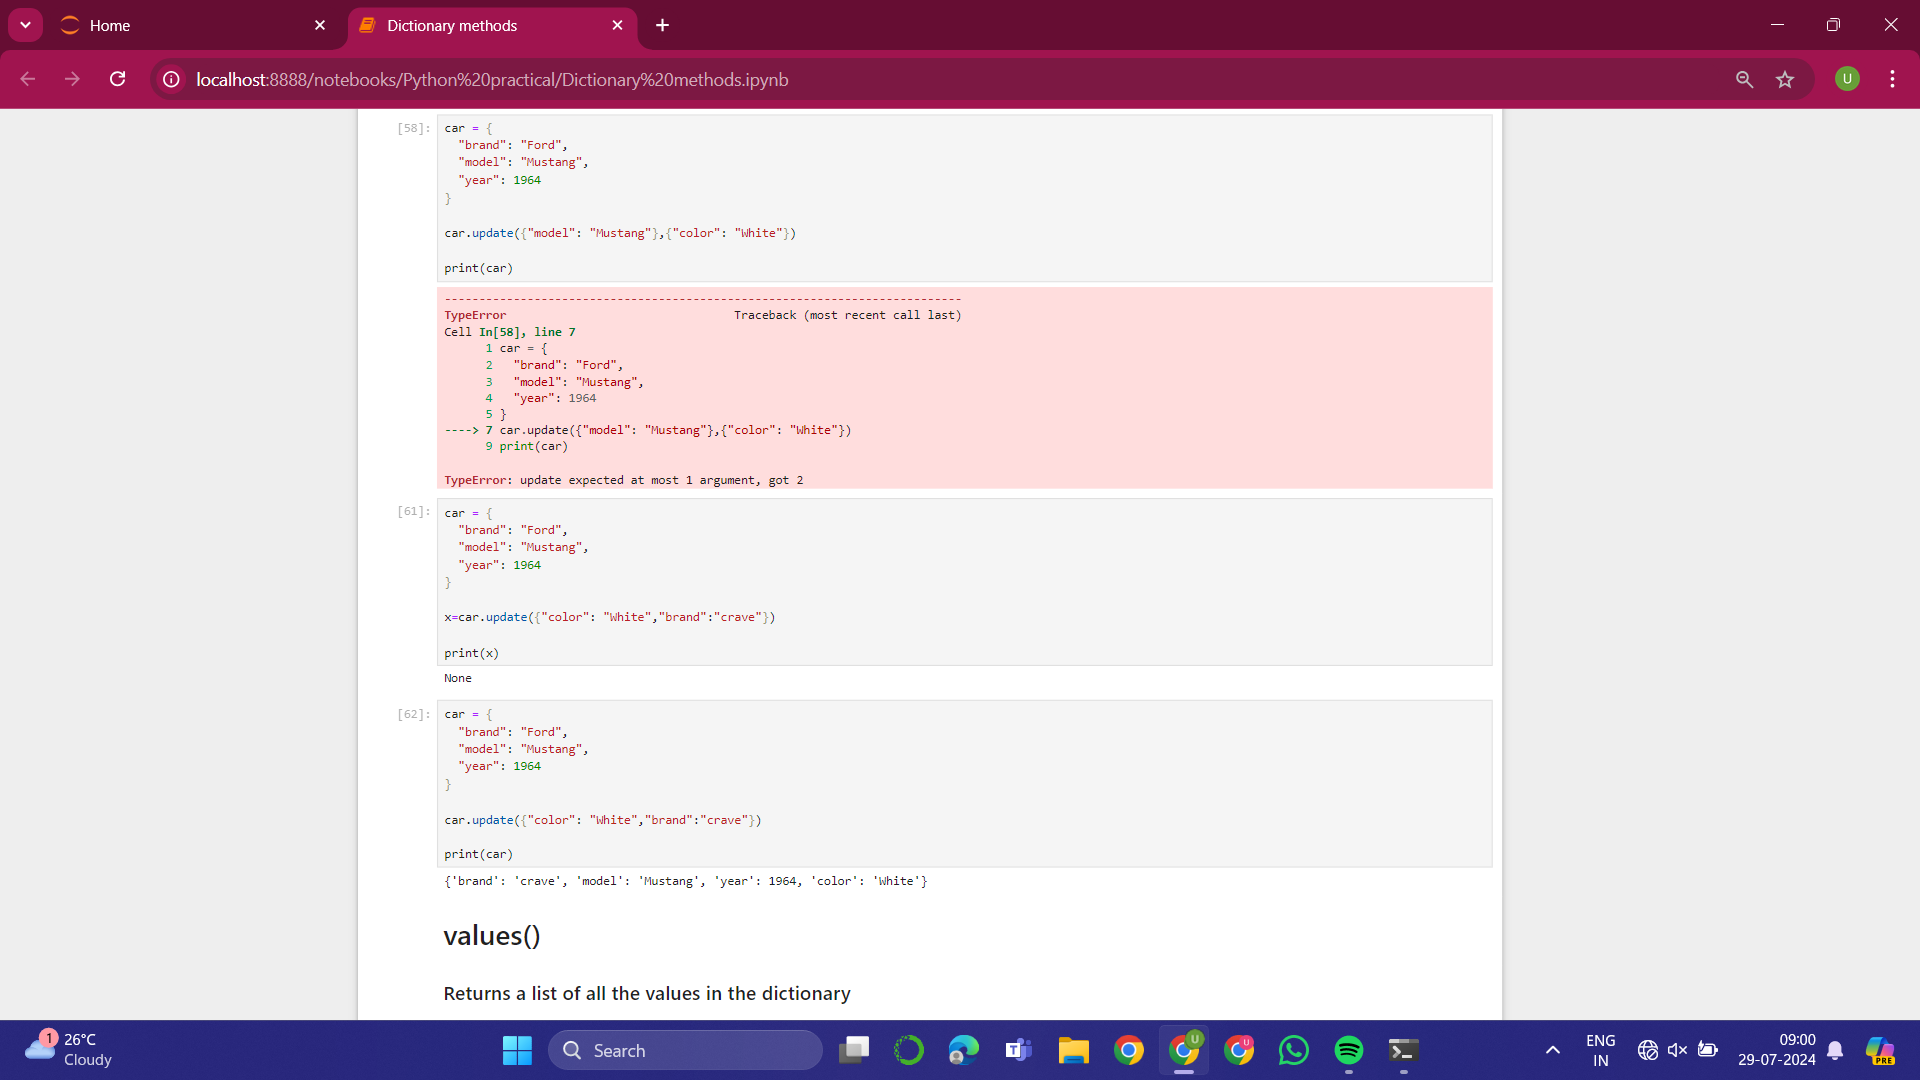 Home
Dictionary methods
localhost:8888/notebooks/Python%20practical/Dictionary%20methods.ipynb
U
[58]:
car = {
  "brand": "Ford",
  "model": "Mustang",
  "year": 1964
}
car.update({"model": "Mustang"},{"color": "White"})
print(car)
---------------------------------------------------------------------------
TypeError                                 Traceback (most recent call last)
Cell In[58], line 7
      1 car = {
      2   "brand": "Ford",
      3   "model": "Mustang",
      4   "year": 1964
      5 }
----> 7 car.update({"model": "Mustang"},{"color": "White"})
      9 print(car)
TypeError: update expected at most 1 argument, got 2
[61]:
car = {
  "brand": "Ford",
  "model": "Mustang",
  "year": 1964
}
x=car.update({"color": "White","brand":"crave"})
print(x)
None
[62]:
car = {
  "brand": "Ford",
  "model": "Mustang",
  "year": 1964
}
car.update({"color": "White","brand":"crave"})
print(car)
{'brand': 'crave', 'model': 'Mustang', 'year': 1964, 'color': 'White'}
values()
Returns a list of all the values in the dictionary
1
26°C
Cloudy
Search
T
U
U
ENG
IN
09:00
29-07-2024
PRE